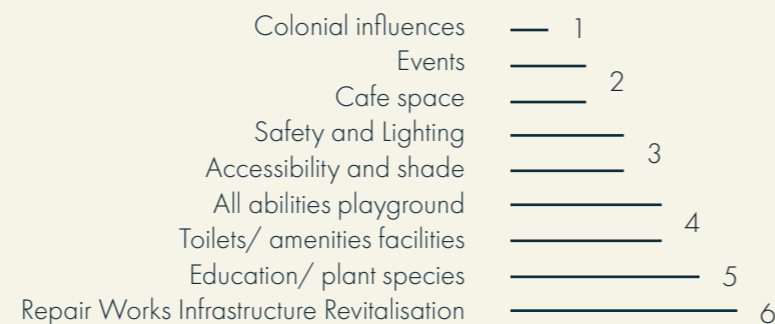 Colonial influences 1
Events
2
Cafe space
Safety and Lighting
3
Accessibility and shade
All abilities playground
4
Toilets/ amenities facilities
Education/ plant species 5
Repair Works Infrastructure Revitalisation 6